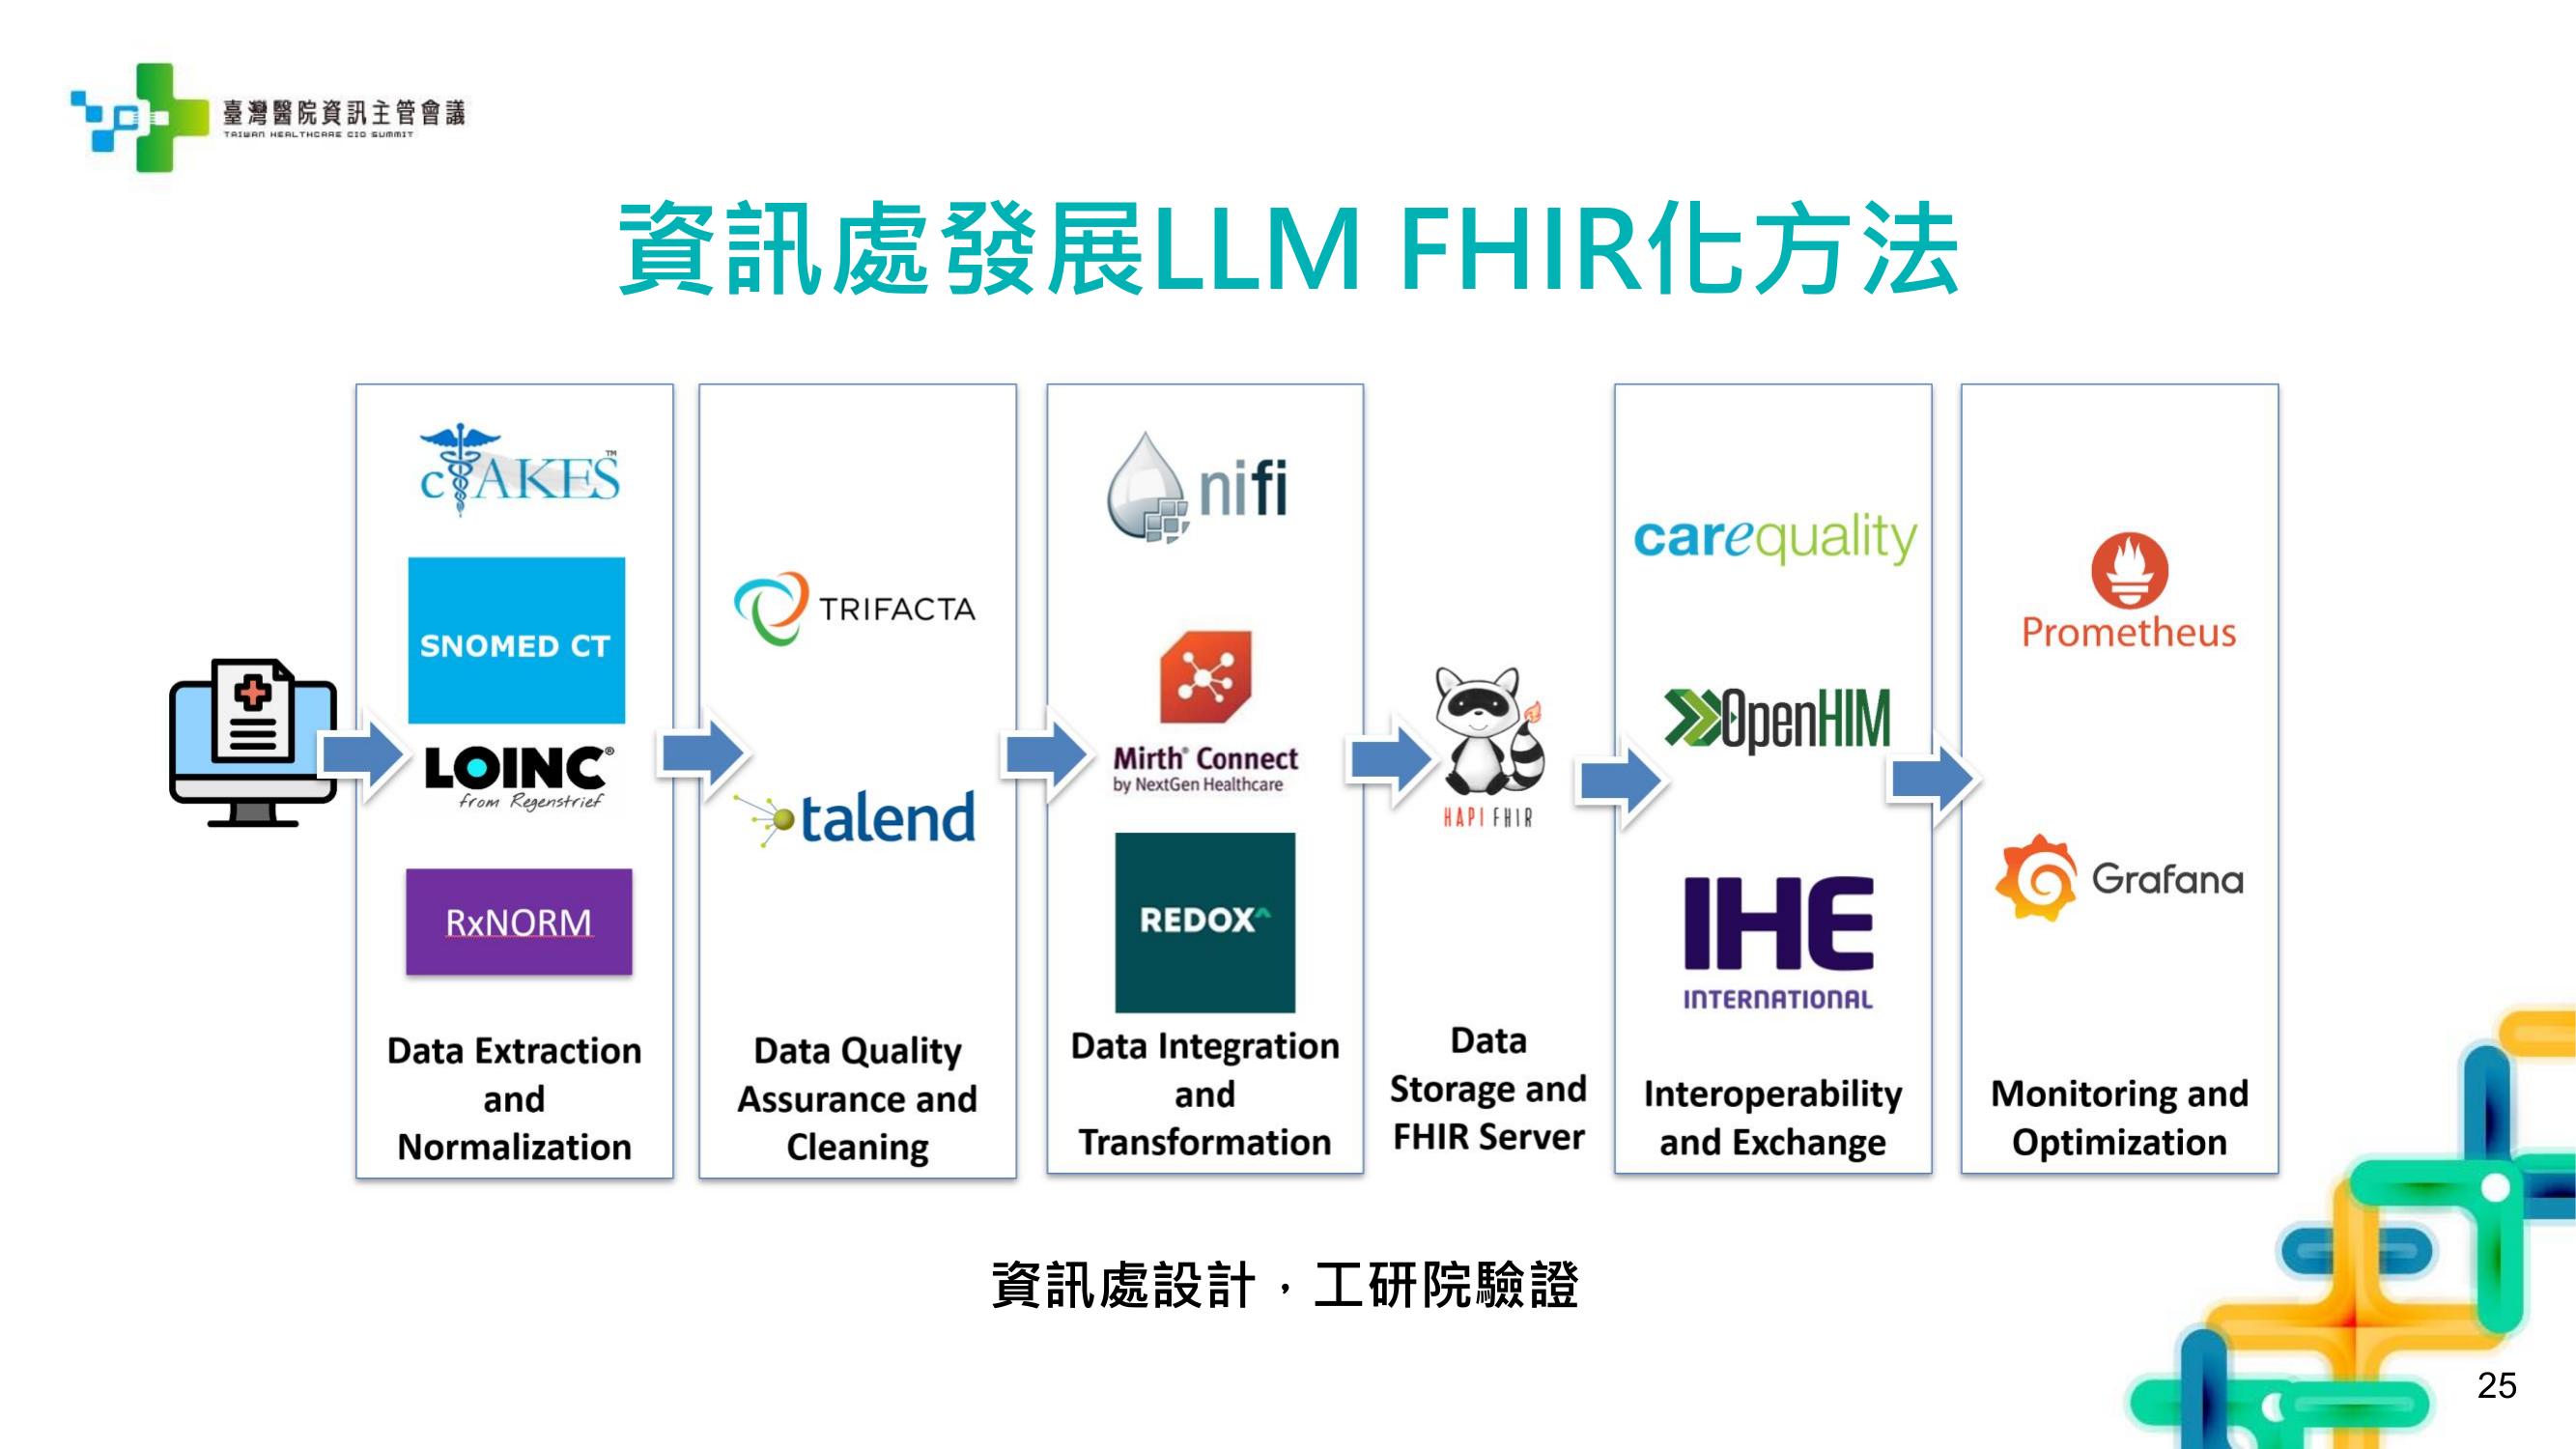 臺灣醫院資訊主管會議
TAIWAN HEALTHCARE CIO SUMMIT
資訊處發展LLM FHIR化方法
cTAKES™
SNOMED CT
LOINC®
from Regenstrief
RxNORM
Data Extraction
and
Normalization
TRIFACTA
talend
Data Quality
Assurance and
Cleaning
nifi
Mirth® Connect
by NextGen Healthcare
REDOX^
Data Integration
and
Transformation
HAPI FHIR
Data
Storage and
FHIR Server
carequality
OpenHIM
IHE
INTERNATIONAL
Interoperability
and Exchange
Prometheus
Grafana
Monitoring and
Optimization
資訊處設計，工研院驗證
25